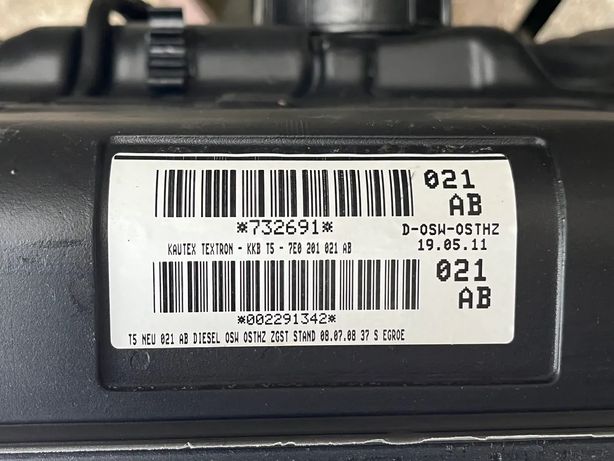 021
AB
*732691*
D-OSW-OSTHZ
KAUTEX TEXTRON - KKB T5 - 7E0 201 021 AB
19.05.11
021
AB
*002291342*
T5 NEU 021 AB DIESEL OSW OSTHZ ZGST STAND 08.07.08 37 S EGROE